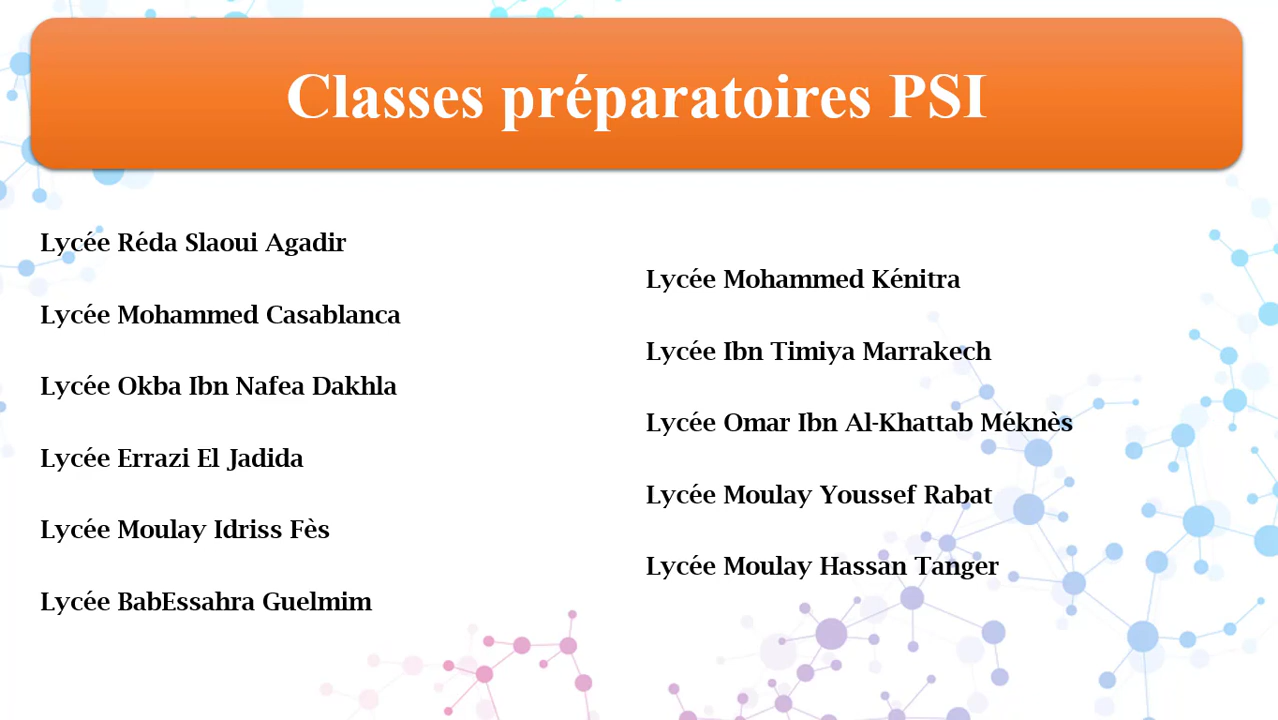 Classes préparatoires PSI
Lycée Réda Slaoui Agadir
Lycée Mohammed Casablanca
Lycée Okba Ibn Nafea Dakhla
Lycée Errazi El Jadida
Lycée Moulay Idriss Fès
Lycée BabEssahra Guelmim
Lycée Mohammed Kénitra
Lycée Ibn Timiya Marrakech
Lycée Omar Ibn Al-Khattab Méknès
Lycée Moulay Youssef Rabat
Lycée Moulay Hassan Tanger